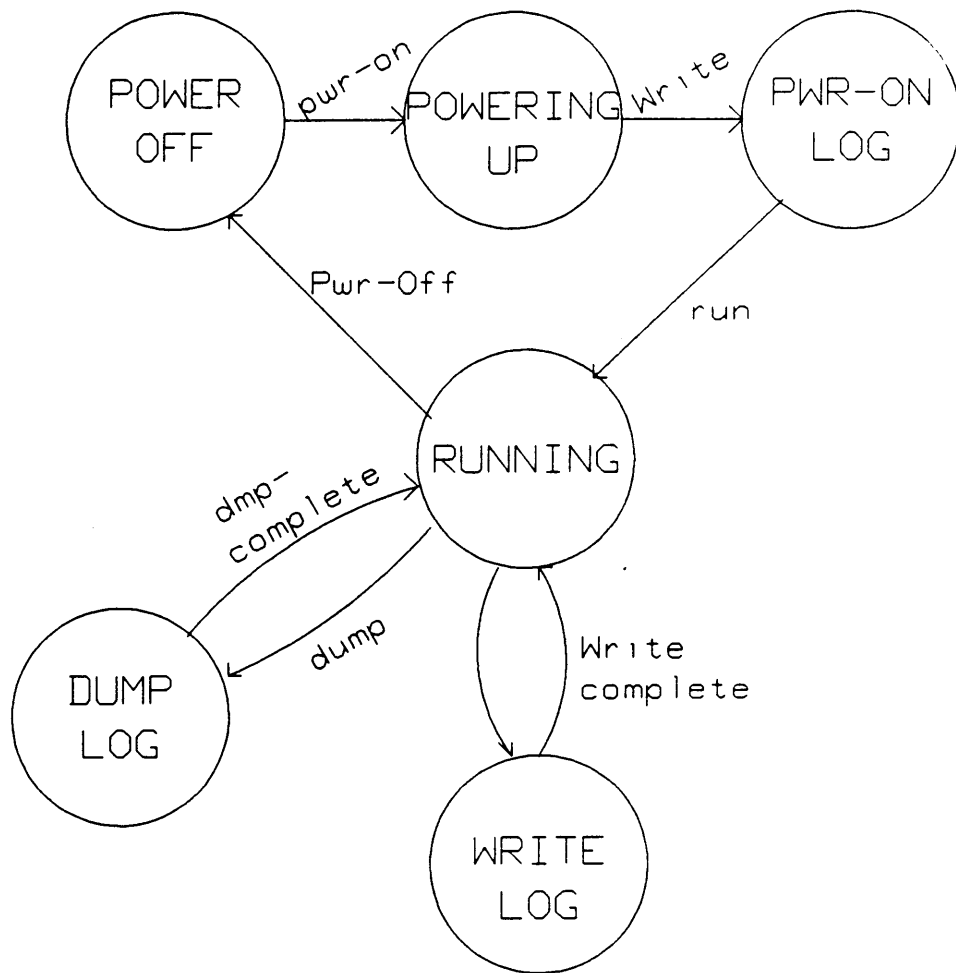 POWER
OFF
pwr-on
POWERING
UP
Write
PWR-ON
LOG
Pwr-Off
run
RUNNING
dmp-
complete
dump
Write
complete
DUMP
LOG
WRITE
LOG